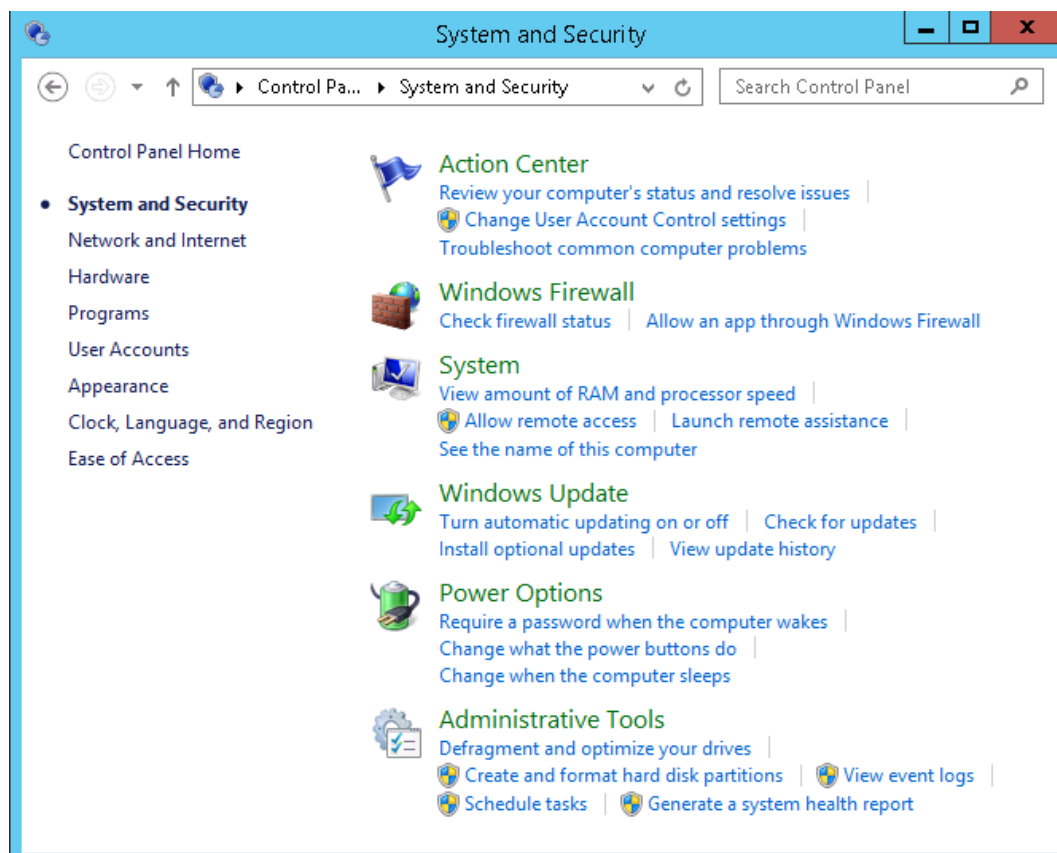 System and Security
Control Pa... System and Security
Search Control Panel
Control Panel Home
System and Security
Network and Internet
Hardware
Programs
User Accounts
Appearance
Clock, Language, and Region
Ease of Access
Action Center
Review your computer's status and resolve issues
Change User Account Control settings
Troubleshoot common computer problems
Windows Firewall
Check firewall status Allow an app through Windows Firewall
System
View amount of RAM and processor speed
Allow remote access Launch remote assistance
See the name of this computer
Windows Update
Turn automatic updating on or off Check for updates
Install optional updates View update history
Power Options
Require a password when the computer wakes
Change what the power buttons do
Change when the computer sleeps
Administrative Tools
Defragment and optimize your drives
Create and format hard disk partitions View event logs
Schedule tasks Generate a system health report